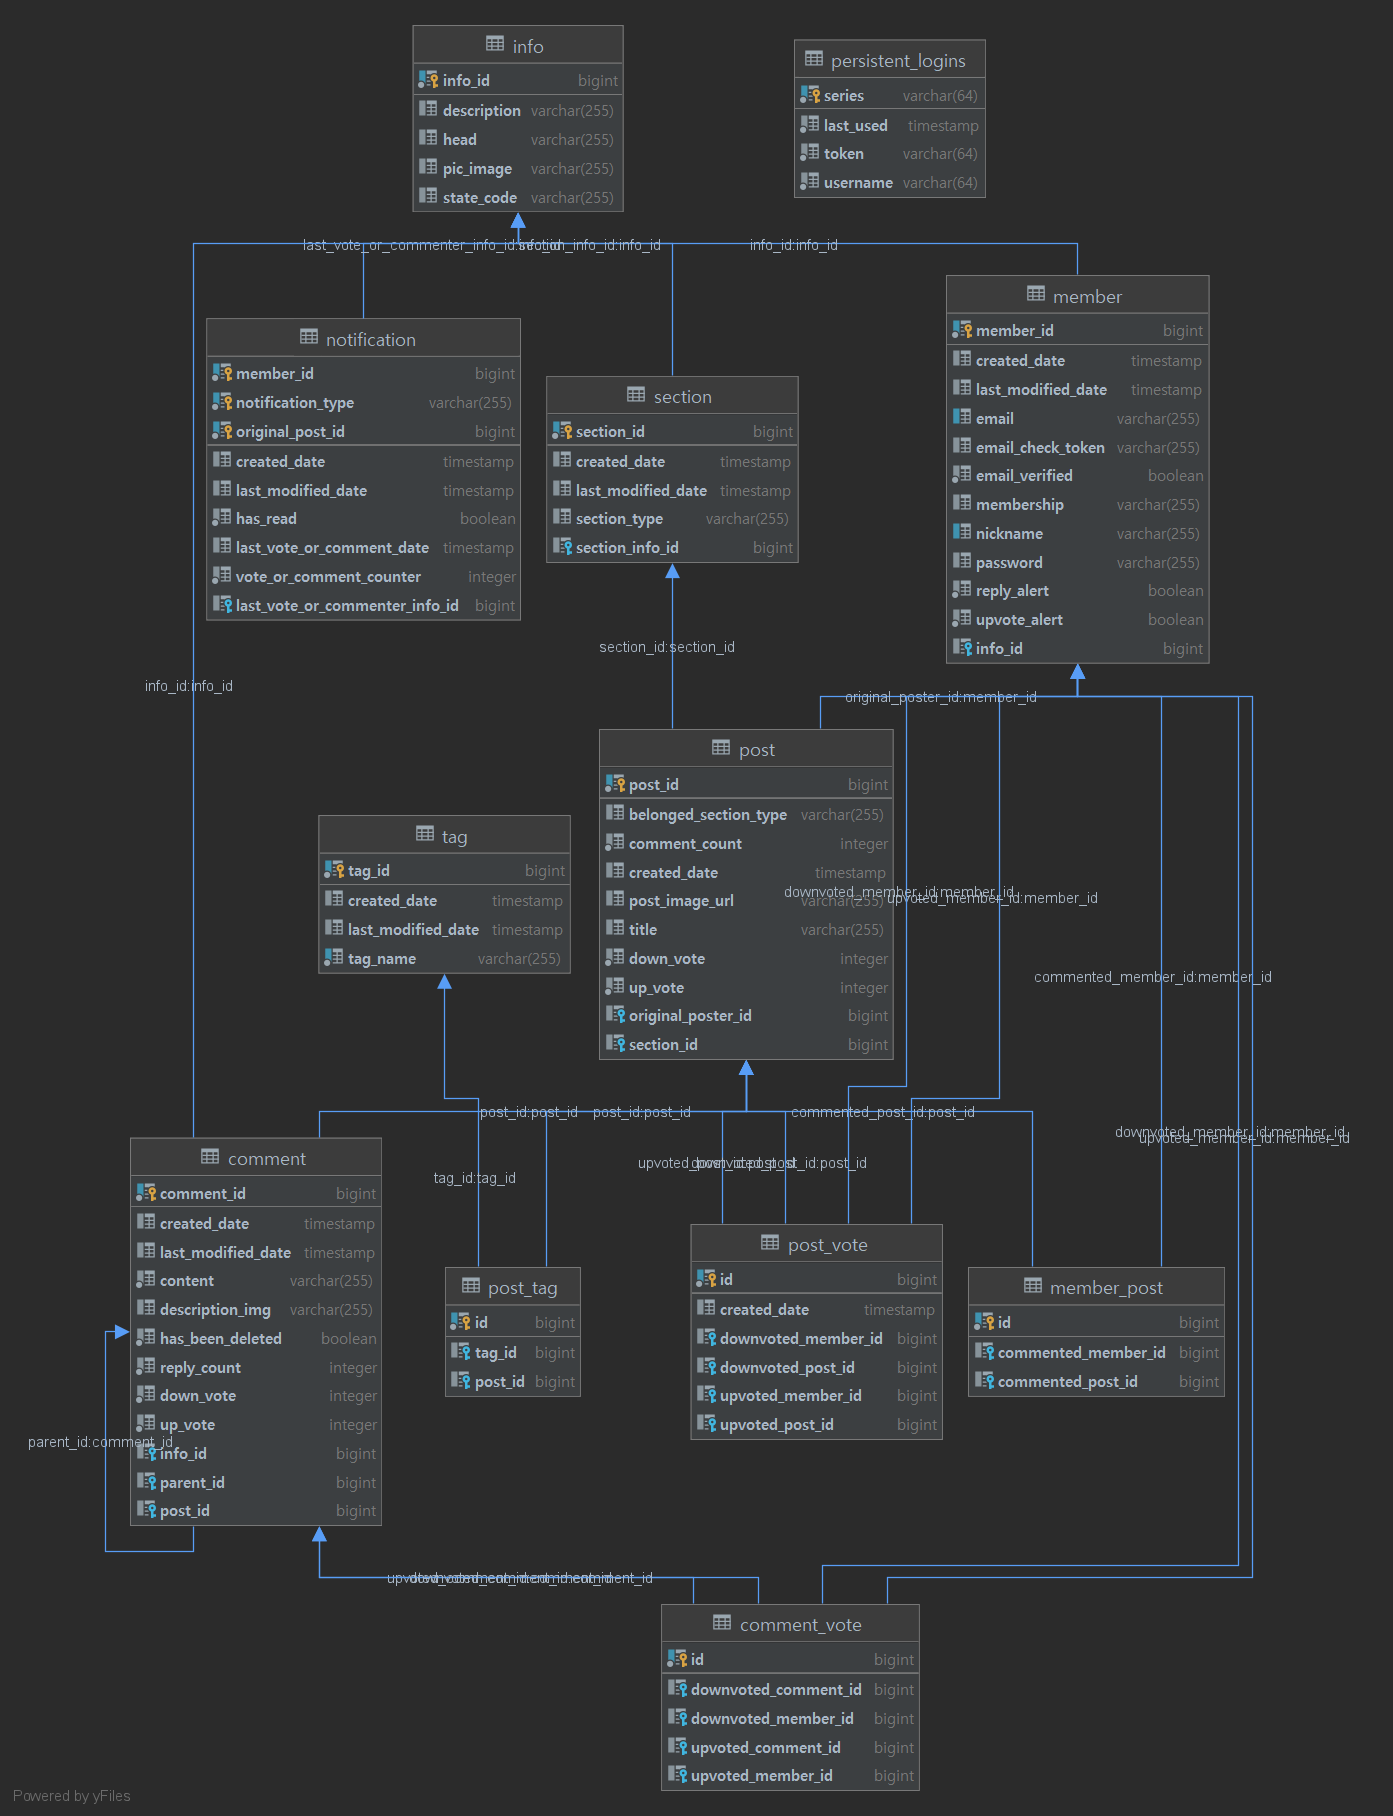 info
info_id bigint
description varchar(255)
head varchar(255)
pic_image varchar(255)
state_code varchar(255)
persistent_logins
series varchar(64)
last_used timestamp
token varchar(64)
username varchar(64)
info_id:info_id
member
member_id bigint
created_date timestamp
last_modified_date timestamp
email varchar(255)
email_check_token varchar(255)
email_verified boolean
membership varchar(255)
nickname varchar(255)
password varchar(255)
reply_alert boolean
upvote_alert boolean
info_id bigint
notification
member_id bigint
notification_type varchar(255)
original_post_id bigint
created_date timestamp
last_modified_date timestamp
has_read boolean
last_vote_or_comment_date timestamp
vote_or_comment_counter integer
last_vote_or_commenter_info_id bigint
section
section_id bigint
created_date timestamp
last_modified_date timestamp
section_type varchar(255)
section_info_id bigint
section_id:section_id
info_id:info_id
original_poster_id:member_id
post
post_id bigint
belonged_section_type varchar(255)
comment_count integer
created_date timestamp
post_image_url varchar(255)
title varchar(255)
down_vote integer
up_vote integer
original_poster_id bigint
section_id bigint
downvoted_member_id:member_id
upvoted_member_id:member_id
tag
tag_id bigint
created_date timestamp
last_modified_date timestamp
tag_name varchar(255)
commented_member_id:member_id
post_id:post_id
post_id:post_id
commented_post_id:post_id
downvoted_member_id:member_id
upvoted_member_id:member_id
tag_id:tag_id
comment
comment_id bigint
created_date timestamp
last_modified_date timestamp
content varchar(255)
description_img varchar(255)
has_been_deleted boolean
reply_count integer
down_vote integer
up_vote integer
info_id bigint
parent_id bigint
post_id bigint
parent_id:comment_id
post_tag
id bigint
tag_id bigint
post_id bigint
post_vote
id bigint
created_date timestamp
downvoted_member_id bigint
downvoted_post_id bigint
upvoted_member_id bigint
upvoted_post_id bigint
member_post
id bigint
commented_member_id bigint
commented_post_id bigint
comment_vote
id bigint
downvoted_comment_id bigint
downvoted_member_id bigint
upvoted_comment_id bigint
upvoted_member_id bigint
Powered by yFiles